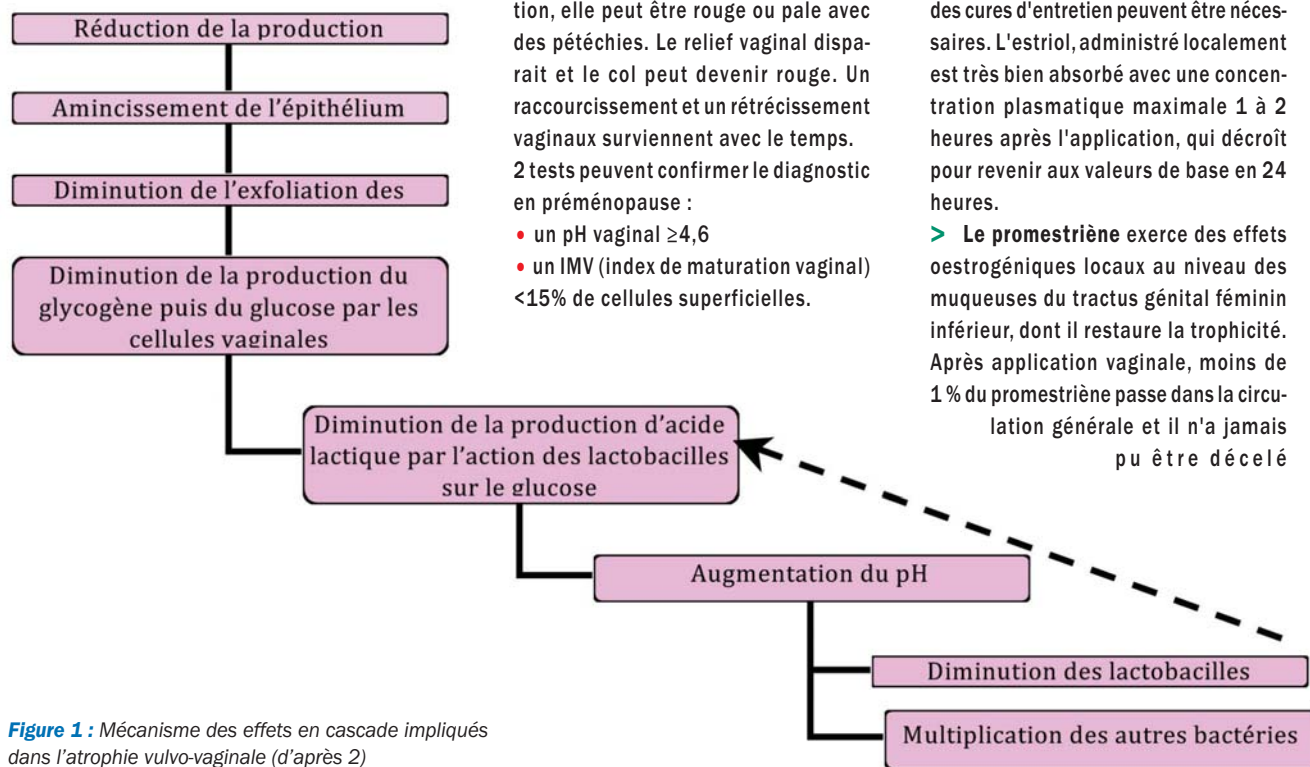 Réduction de la production
Amincissement de l'épithélium
Diminution de l'exfoliation des
Diminution de la production du
glycogène puis du glucose par les
cellules vaginales
Diminution de la production d'acide
lactique par l'action des lactobacilles
sur le glucose
Augmentation du pH
Diminution des lactobacilles
Multiplication des autres bactéries
Figure 1 : Mécanisme des effets en cascade impliqués
dans l'atrophie vulvo-vaginale (d'après 2)
tion, elle peut être rouge ou pale avec
des pétéchies. Le relief vaginal dispa-
rait et le col peut devenir rouge. Un
raccourcissement et un rétrécissement
vaginaux surviennent avec le temps.
2 tests peuvent confirmer le diagnostic
en préménopause :
• un pH vaginal ≥4,6
• un IMV (index de maturation vaginal)
<15% de cellules superficielles.
des cures d'entretien peuvent être néces-
saires. L'estriol, administré localement
est très bien absorbé avec une concen-
tration plasmatique maximale 1 à 2
heures après l'application, qui décroît
pour revenir aux valeurs de base en 24
heures.
> Le promestriène exerce des effets
oestrogéniques locaux au niveau des
muqueuses du tractus génital féminin
inférieur, dont il restaure la trophicité.
Après application vaginale, moins de
1 % du promestriène passe dans la circu-
lation générale et il n'a jamais
pu être décelé